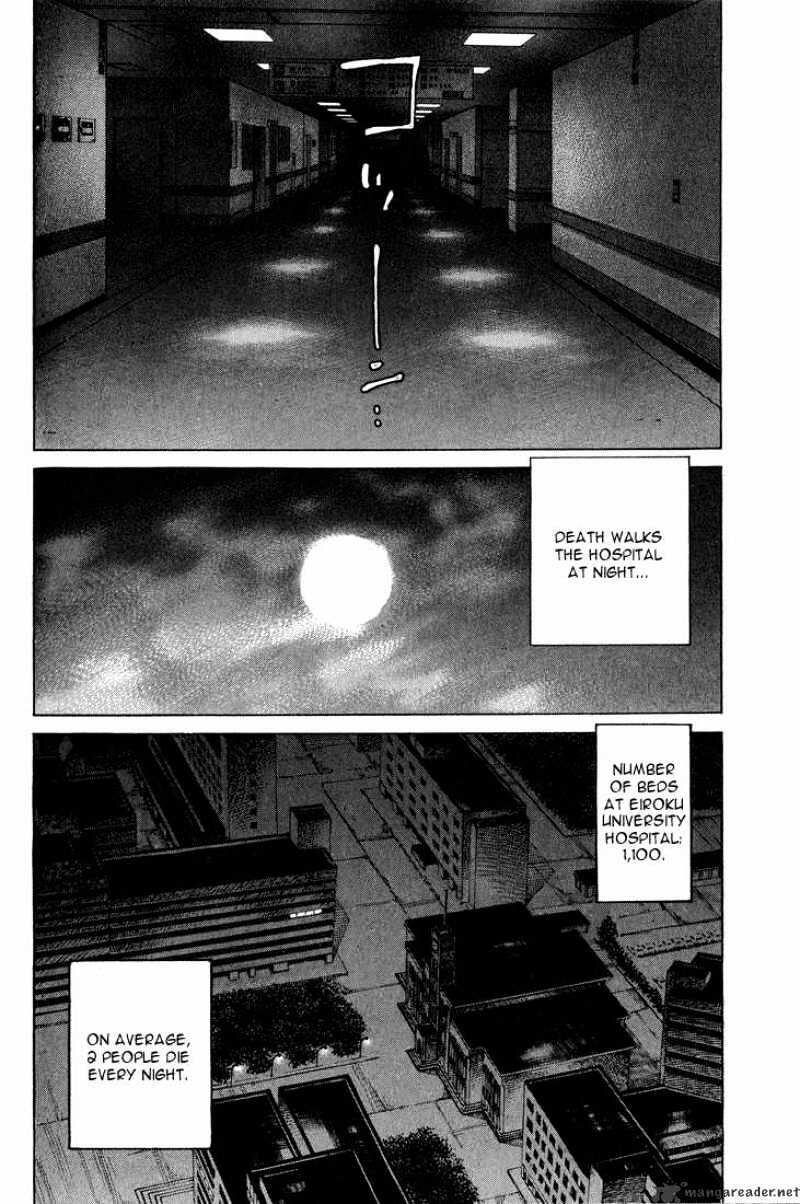 DEATH WALKS
THE HOSPITAL
AT NIGHT...
NUMBER
OF BEDS
AT EIROKU
UNIVERSITY
HOSPITAL:
1,100.
ON AVERAGE,
2 PEOPLE DIE
EVERY NIGHT.
mangareader.net